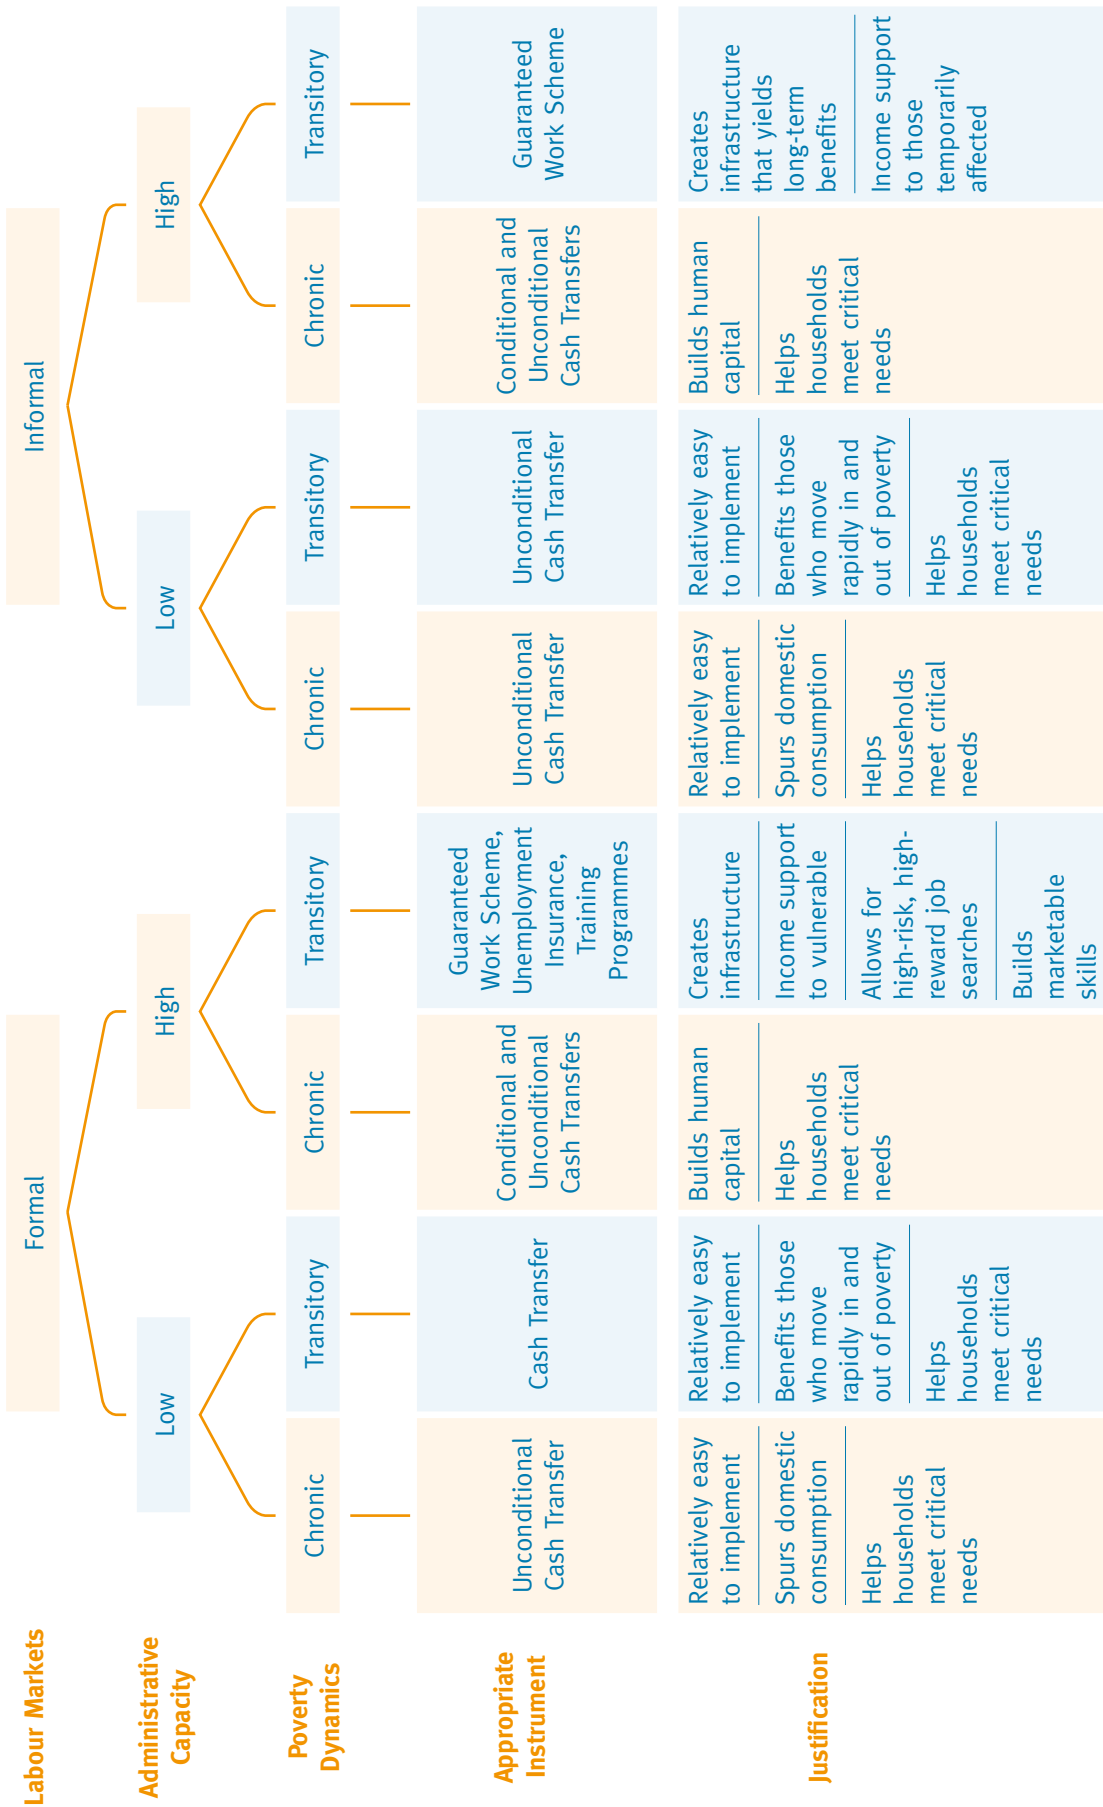 Labour Markets
Formal
Informal
Administrative
Capacity
Low
High
Low
High
Poverty
Dynamics
Chronic
Transitory
Chronic
Transitory
Chronic
Transitory
Chronic
Transitory
Appropriate
Instrument
Unconditional
Cash Transfer
Cash Transfer
Conditional and
Unconditional
Cash Transfers
Guaranteed
Work Scheme,
Unemployment
Insurance,
Training
Programmes
Unconditional
Cash Transfer
Unconditional
Cash Transfer
Conditional and
Unconditional
Cash Transfers
Guaranteed
Work Scheme
Justification
Relatively easy
to implement
Spurs domestic
consumption
Helps
households
meet critical
needs
Relatively easy
to implement
Benefits those
who move
rapidly in and
out of poverty
Helps
households
meet critical
needs
Builds human
capital
Helps
households
meet critical
needs
Creates
infrastructure
Income support
to vulnerable
Allows for
high-risk, high-
reward job
searches
Builds
marketable
skills
Relatively easy
to implement
Spurs domestic
consumption
Helps
households
meet critical
needs
Relatively easy
to implement
Benefits those
who move
rapidly in and
out of poverty
Helps
households
meet critical
needs
Builds human
capital
Helps
households
meet critical
needs
Creates
infrastructure
that yields
long-term
benefits
Income support
to those
temporarily
affected